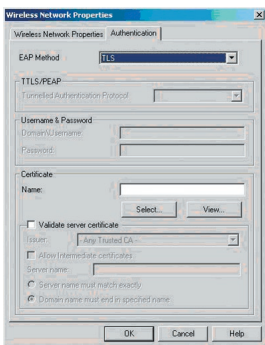 Wireless Network Properties
Wireless Network Properties Authentication
EAP Method: TLS
TTLS/PEAP
Tunnelled Authentication Protocol:
Username & Password
Domain\Username:
Password:
Certificate
Name:
Select... View...
Validate server certificate
Issuer: - Any Trusted CA -
Allow Intermediate certificates
Server name:
Server name must match exactly
Domain name must end in specified name
OK Cancel Help